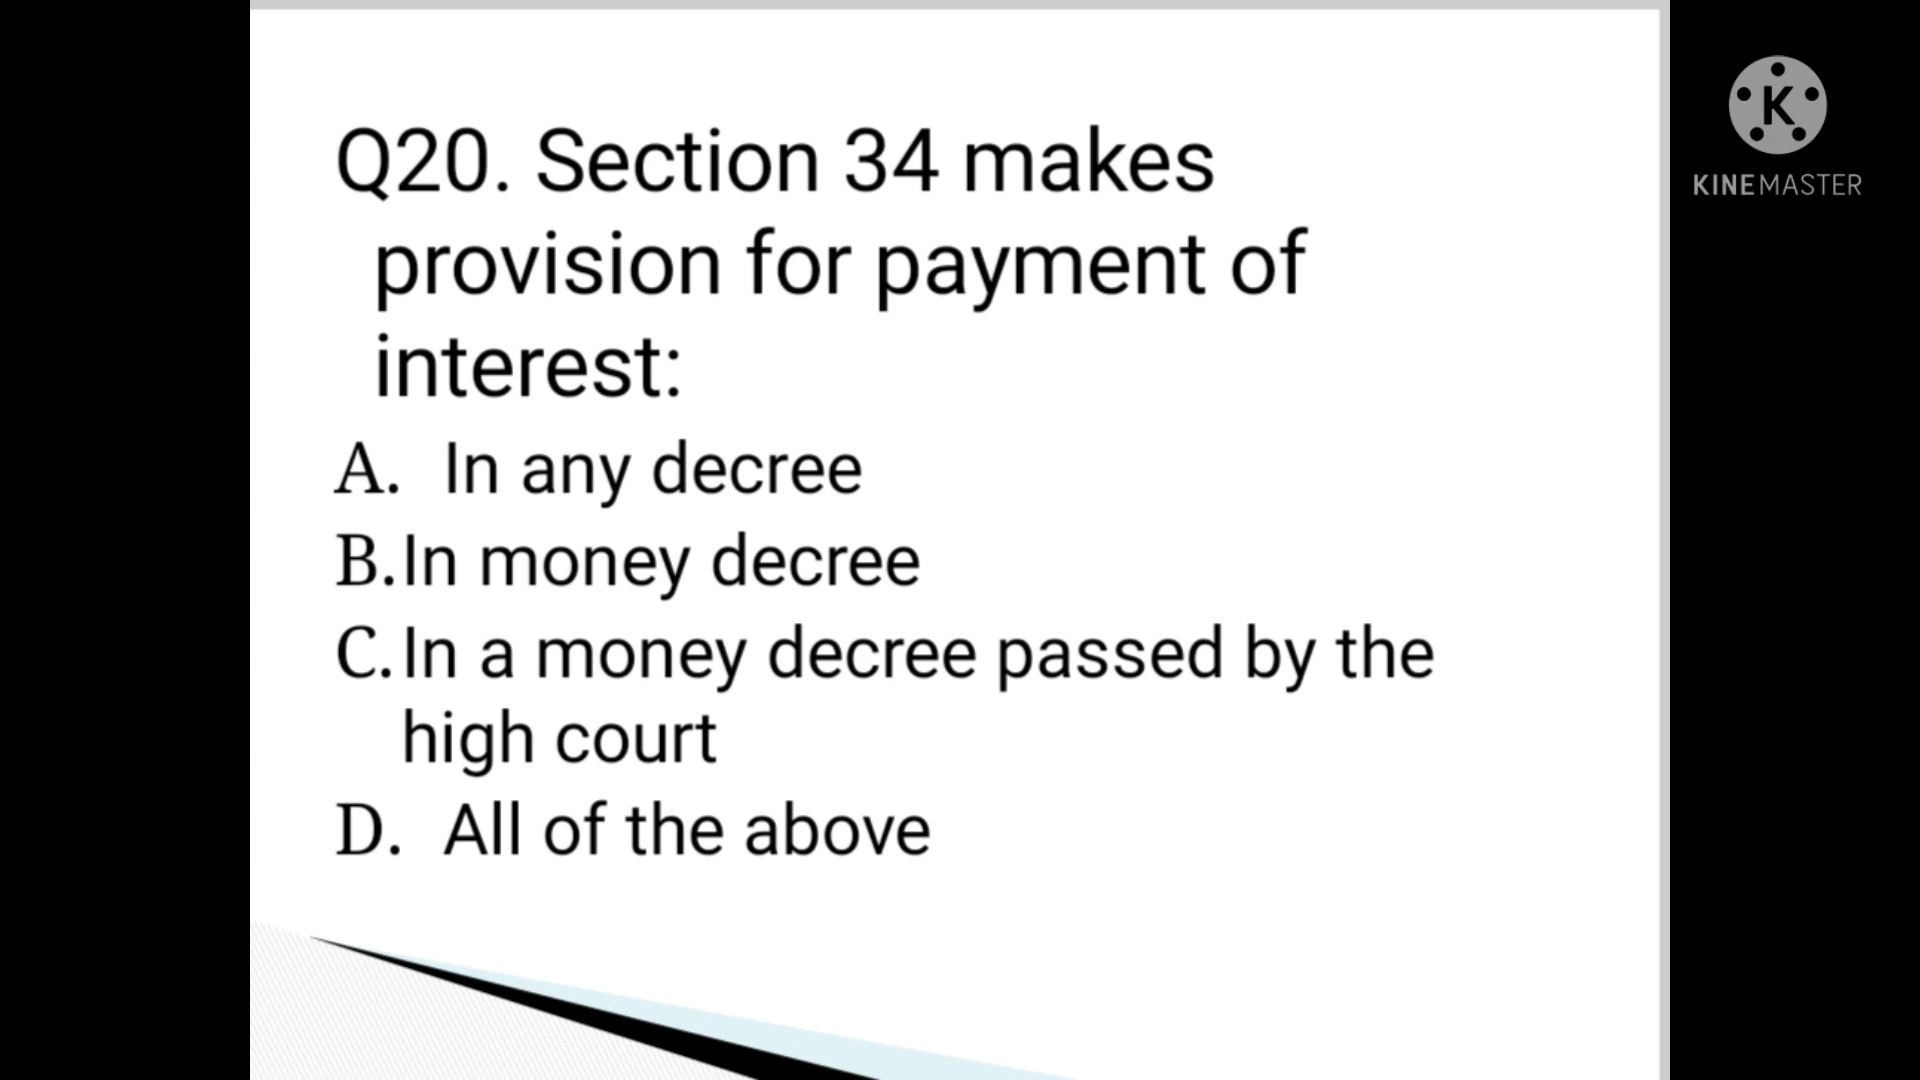 Q20. Section 34 makes
provision for payment of
interest:
A. In any decree
B. In money decree
C. In a money decree passed by the
high court
D. All of the above
K
KINEMASTER